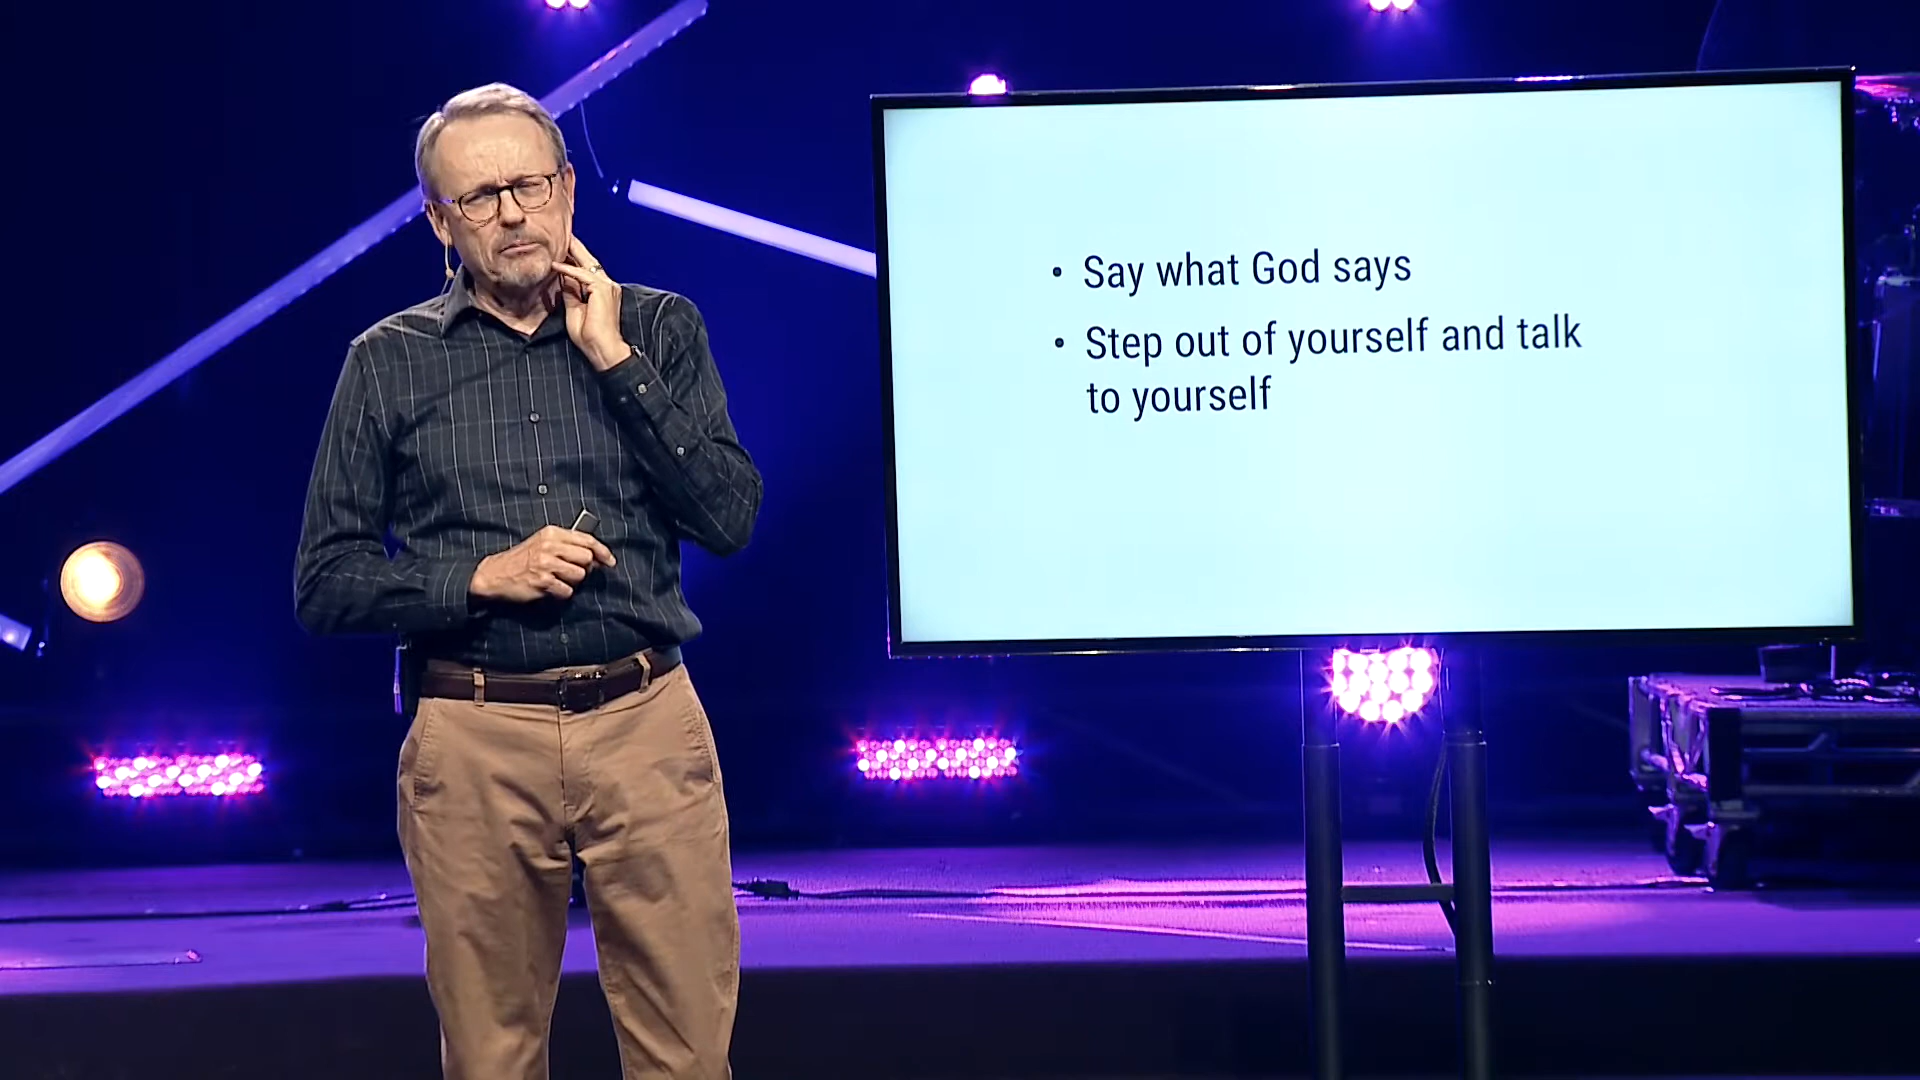 • Say what God says
• Step out of yourself and talk
to yourself